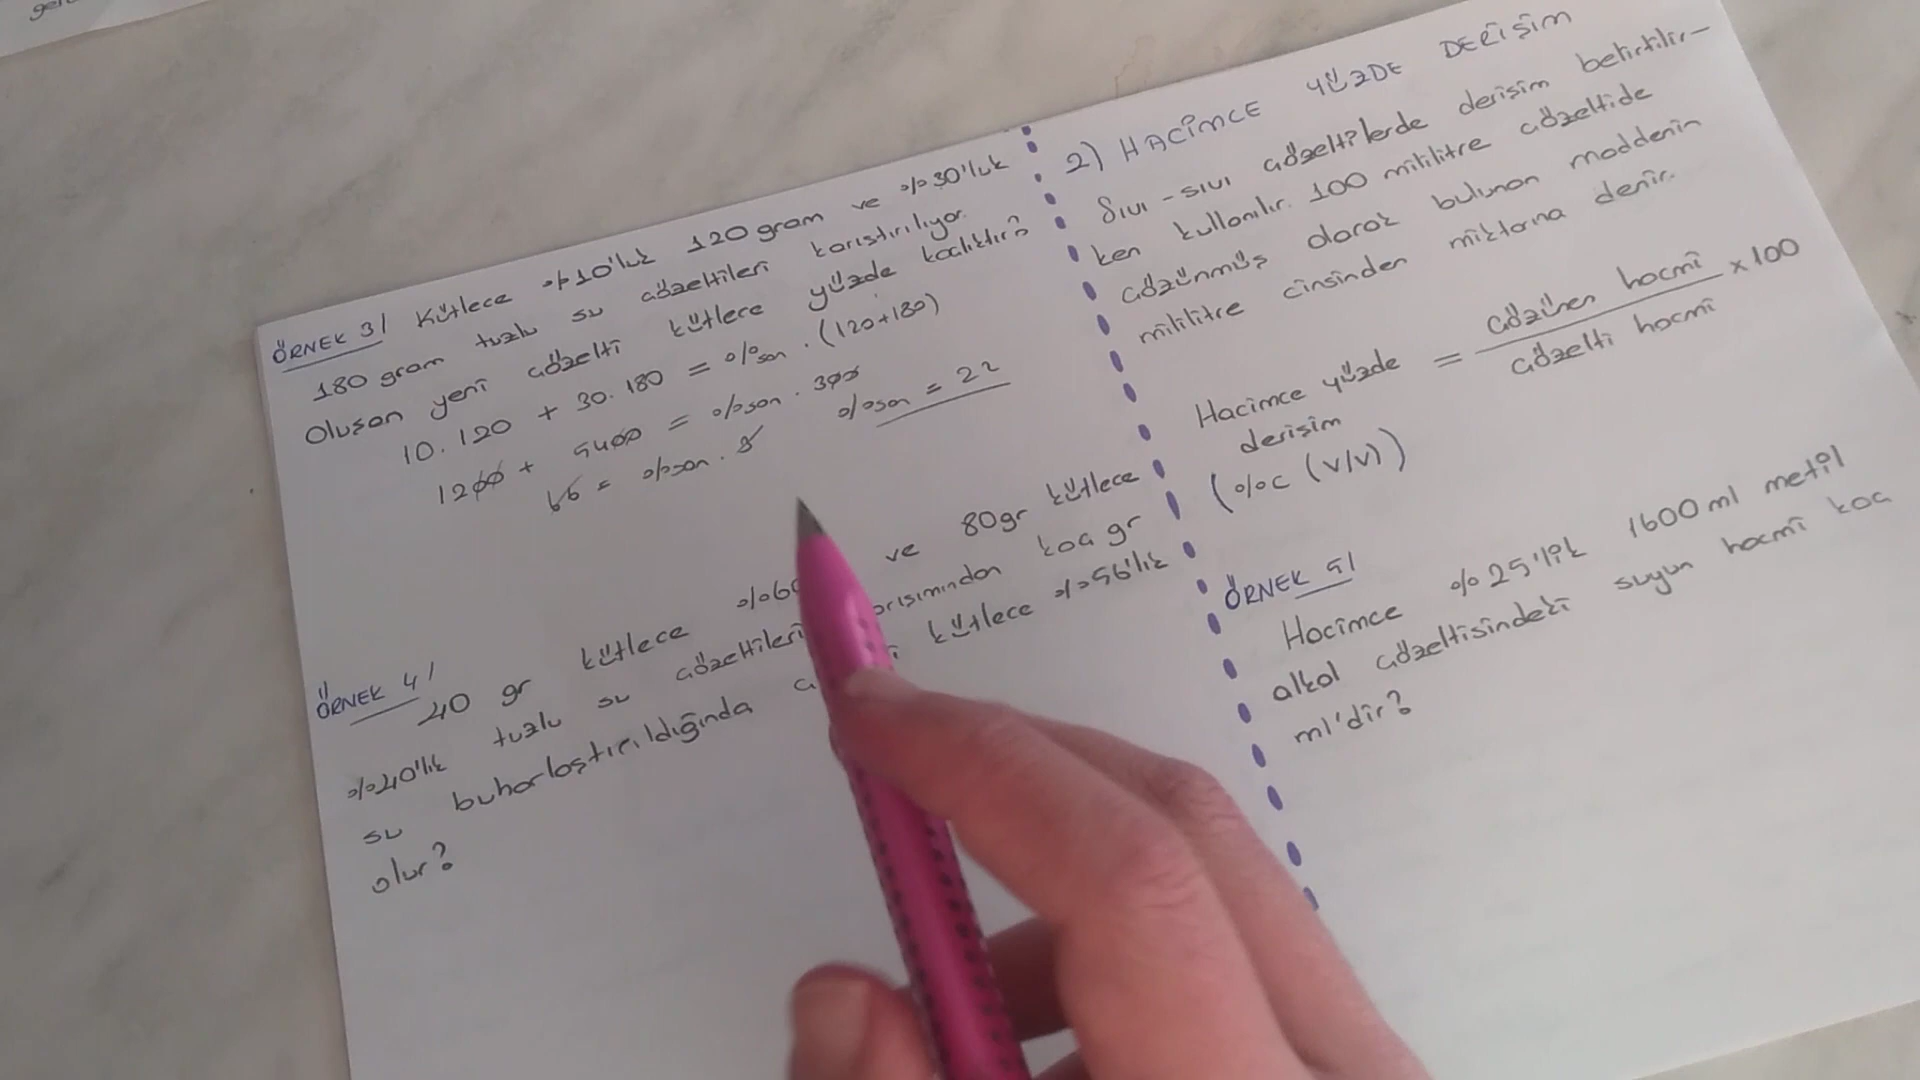 ÖRNEK 3/ Kütlece %10'luk 120 gram ve %30'luk
180 gram tuzlu su çözeltileri karıştırılıyor.
Oluşan yeni çözelti kütlece yüzde kaçlıktır?
10.120 + 30.180 = %son . (120+180)
1200 + 5400 = %son . 300
66 = %son . 3
%son = 22
ÖRNEK 4/
40 gr kütlece ve 80gr kütlece
%40'lık tuzlu su çözeltileri kaç gr
su buharlaştırıldığında kütlece %56'lık
olur?
2) HACİMCE YÜZDE DERİŞİM
Sıvı - sıvı çözeltilerde derişim belirtilir-
ken kullanılır. 100 mililitre çözeltide
çözünmüş olarak bulunan maddenin
mililitre cinsinden miktarına denir.
Hacimce yüzde derişim = çözünen hacmi / çözelti hacmi x 100
(%C (V/V))
ÖRNEK 5/
Hacimce %25'lik 1600 ml metil
alkol çözeltisindeki suyun hacmi kaç
ml'dir?